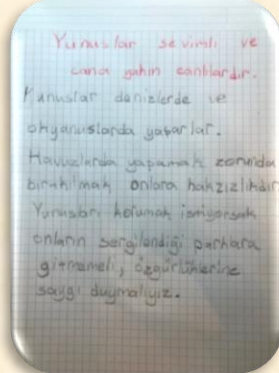 Yunuslar sevimli ve
cana yakın canlılardır.
Yunuslar denizlerde ve
okyanuslarda yaşarlar.
Havuzlarda yaşamak zorunda
bırakılmak onlara haksızlıkdır
Yunusları korumak istiyorsak
onların sergilendiği parklara
gitmemeli, özgürlüklerine
saygı duymalıyız.